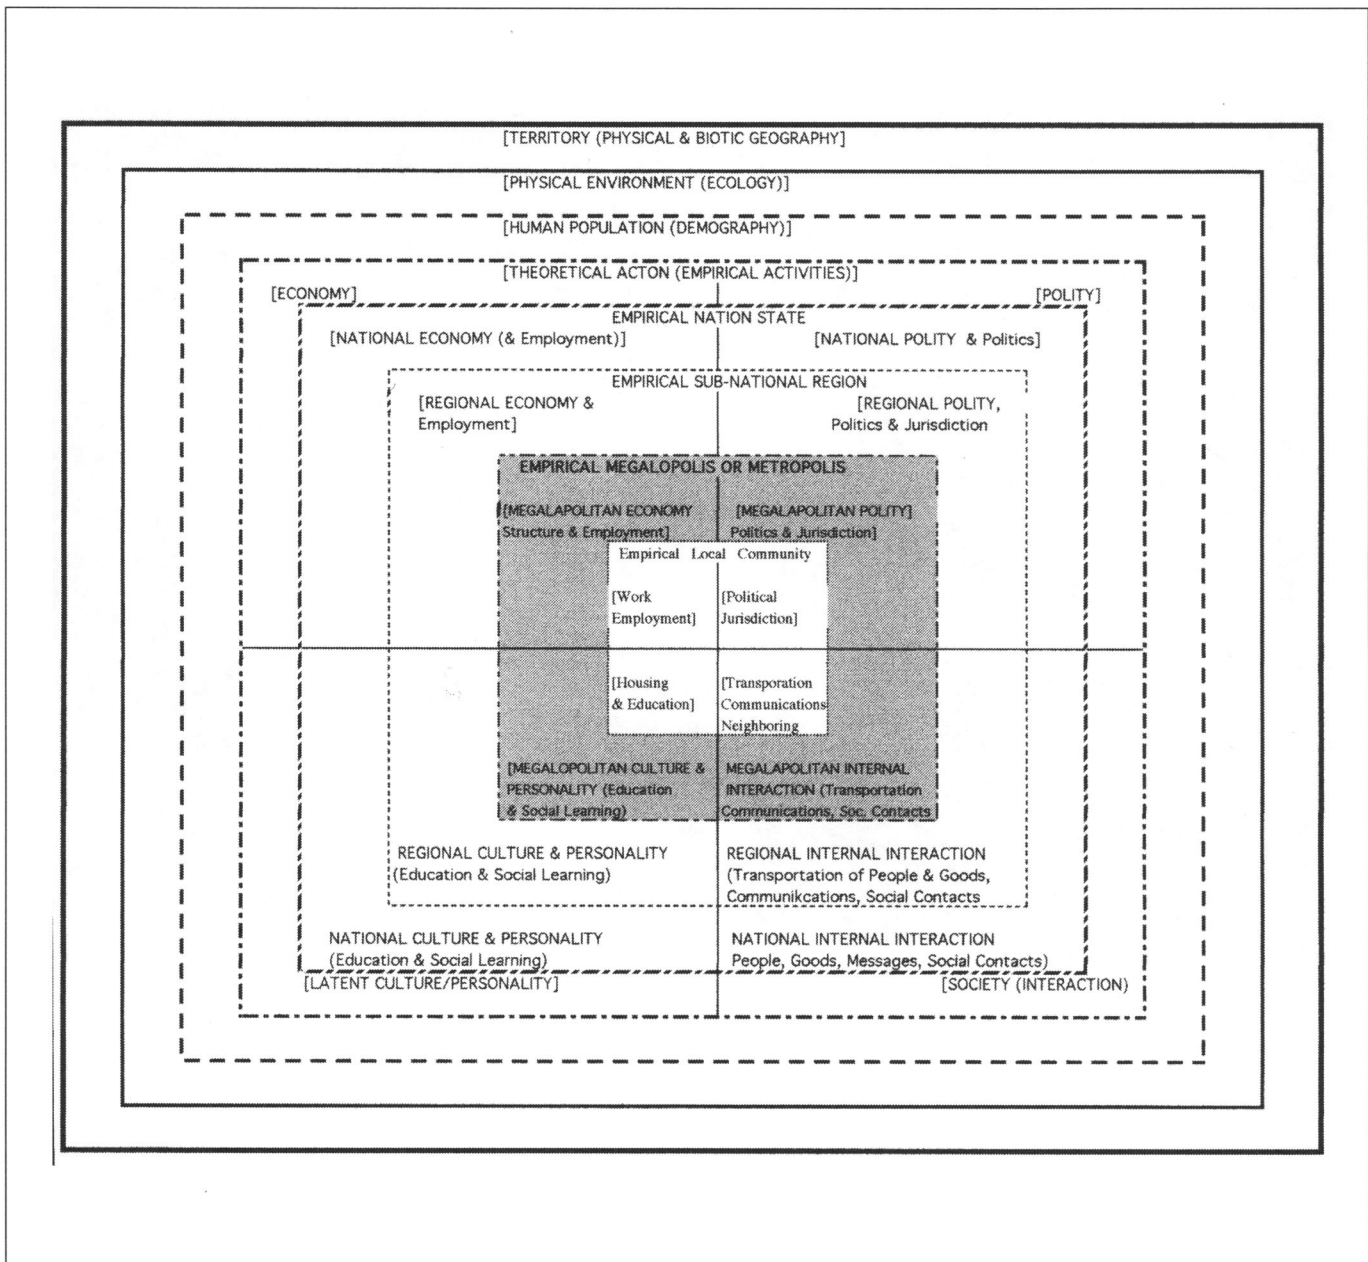 [TERRITORY (PHYSICAL & BIOTIC GEOGRAPHY]
[PHYSICAL ENVIRONMENT (ECOLOGY)]
[HUMAN POPULATION (DEMOGRAPHY)]
[THEORETICAL ACTON (EMPIRICAL ACTIVITIES)]
[ECONOMY]
[POLITY]
EMPIRICAL NATION STATE
[NATIONAL ECONOMY (& Employment)]
[NATIONAL POLITY & Politics]
EMPIRICAL SUB-NATIONAL REGION
[REGIONAL ECONOMY &
Employment]
[REGIONAL POLITY,
Politics & Jurisdiction
EMPIRICAL MEGALOPOLIS OR METROPOLIS
[MEGALAPOLITAN ECONOMY
Structure & Employment]
[MEGALAPOLITAN POLITY]
Politics & Jurisdiction]
Empirical Local Community
[Work
Employment]
[Political
Jurisdiction]
[Housing
& Education]
[Transporation
Communications
Neighboring
[MEGALOPOLITAN CULTURE &
PERSONALITY (Education
& Social Learning)
MEGALAPOLITAN INTERNAL
INTERACTION (Transportation
Communications, Soc. Contacts
REGIONAL CULTURE & PERSONALITY
(Education & Social Learning)
REGIONAL INTERNAL INTERACTION
(Transportation of People & Goods,
Communikcations, Social Contacts
NATIONAL CULTURE & PERSONALITY
(Education & Social Learning)
NATIONAL INTERNAL INTERACTION
People, Goods, Messages, Social Contacts)
[LATENT CULTURE/PERSONALITY]
[SOCIETY (INTERACTION)